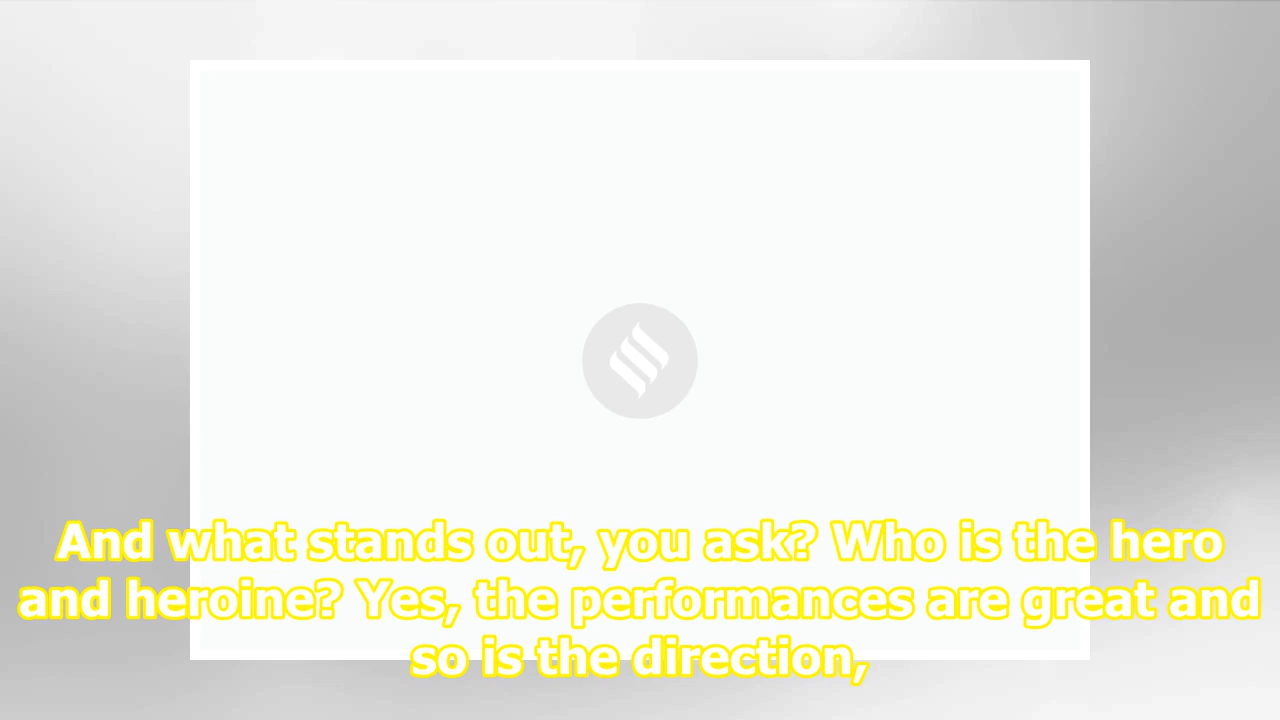 And what stands out, you ask? Who is the hero
and heroine? Yes, the performances are great and
so is the direction,